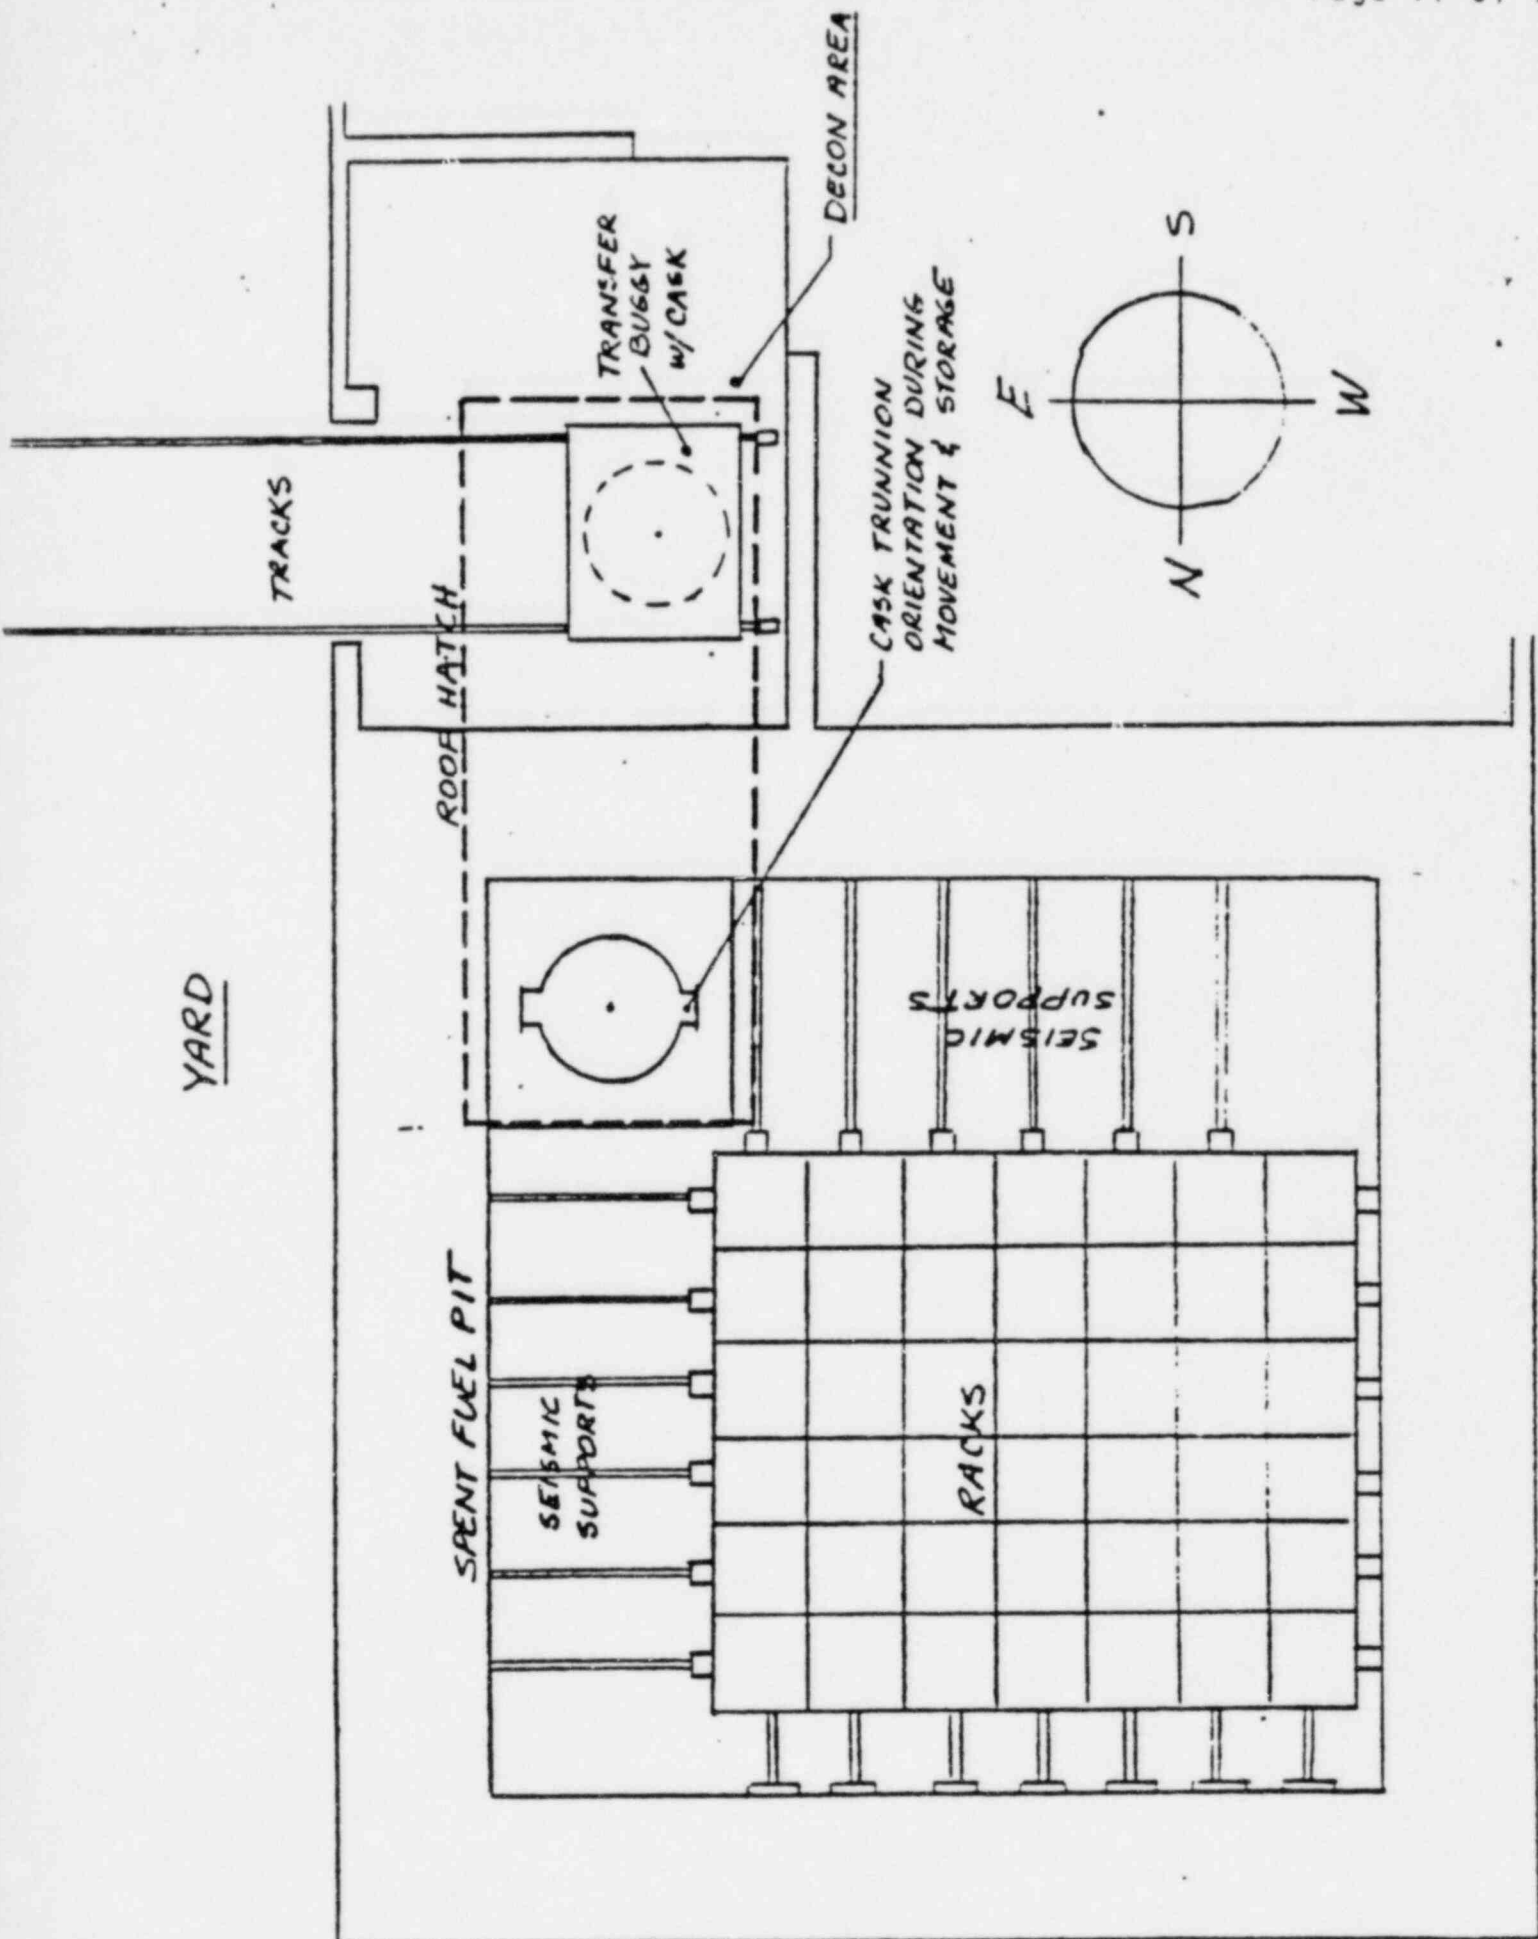 YARD
TRACKS
ROOF HATCH
TRANSFER
BUGGY
W/CASK
DECON AREA
CASK TRUNNION
ORIENTATION DURING
MOVEMENT & STORAGE
E
N
S
W
SPENT FUEL PIT
SEISMIC
SUPPORTS
SEISMIC
SUPPORTS
RACKS